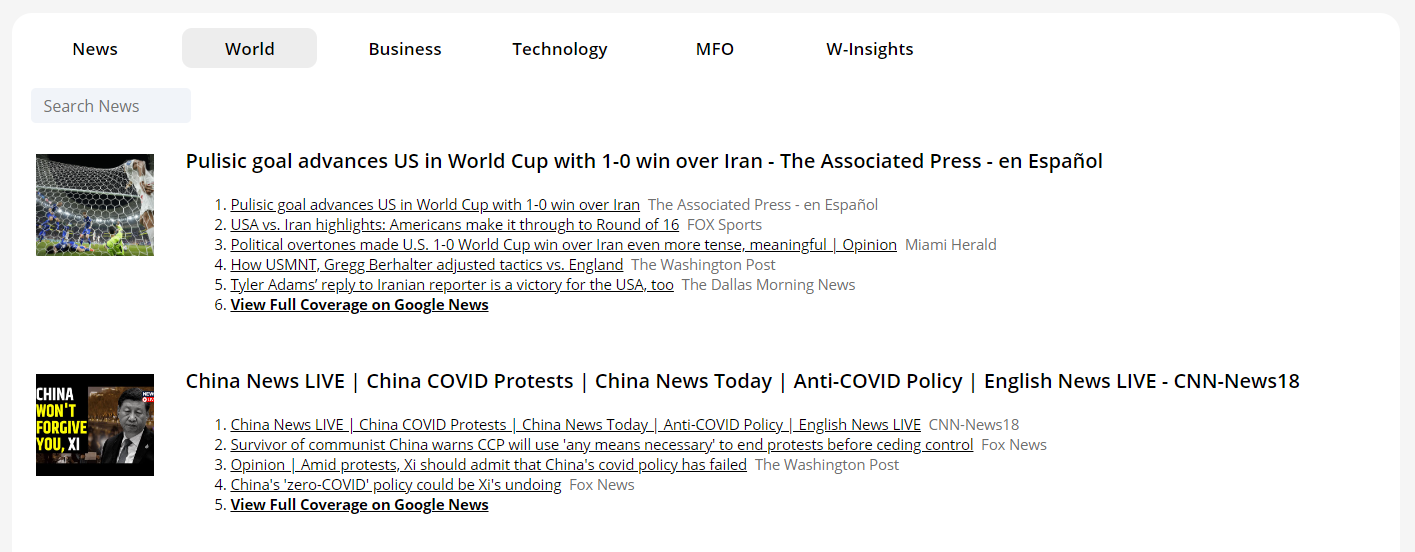 News World Business Technology MFO W-Insights
Search News
Pulisic goal advances US in World Cup with 1-0 win over Iran - The Associated Press - en Español
1. Pulisic goal advances US in World Cup with 1-0 win over Iran The Associated Press - en Español
2. USA vs. Iran highlights: Americans make it through to Round of 16 FOX Sports
3. Political overtones made U.S. 1-0 World Cup win over Iran even more tense, meaningful | Opinion Miami Herald
4. How USMNT, Gregg Berhalter adjusted tactics vs. England The Washington Post
5. Tyler Adams’ reply to Iranian reporter is a victory for the USA, too The Dallas Morning News
6. View Full Coverage on Google News
CHINA
WON'T
FORGIVE
YOU, XI
NEWS
China News LIVE | China COVID Protests | China News Today | Anti-COVID Policy | English News LIVE - CNN-News18
1. China News LIVE | China COVID Protests | China News Today | Anti-COVID Policy | English News LIVE CNN-News18
2. Survivor of communist China warns CCP will use 'any means necessary' to end protests before ceding control Fox News
3. Opinion | Amid protests, Xi should admit that China's covid policy has failed The Washington Post
4. China's 'zero-COVID' policy could be Xi's undoing Fox News
5. View Full Coverage on Google News